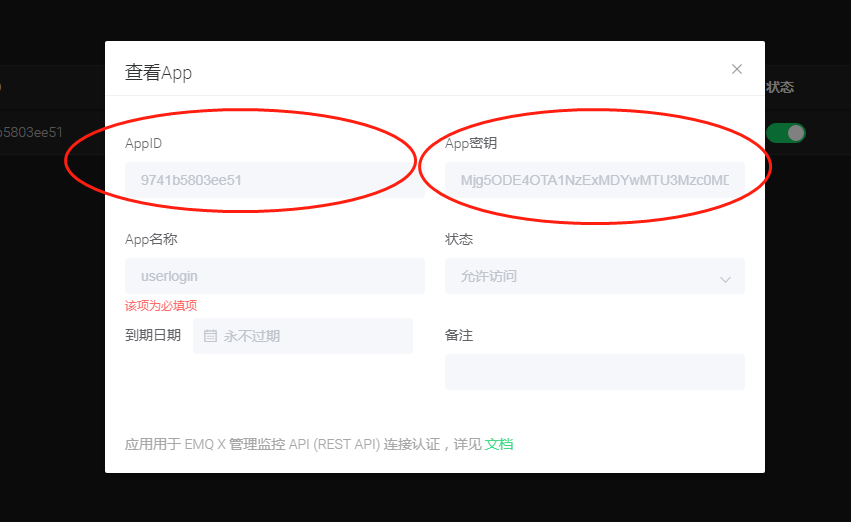 查看App
状态
b5803ee51
AppID
App密钥
9741b5803ee51
Mjg5ODE4OTA1NzExMDYwMTU3Mzc0MD
App名称
状态
userlogin
允许访问
该项为必填项
到期日期
永不过期
备注
应用用于 EMQ X 管理监控 API (REST API) 连接认证，详见 文档